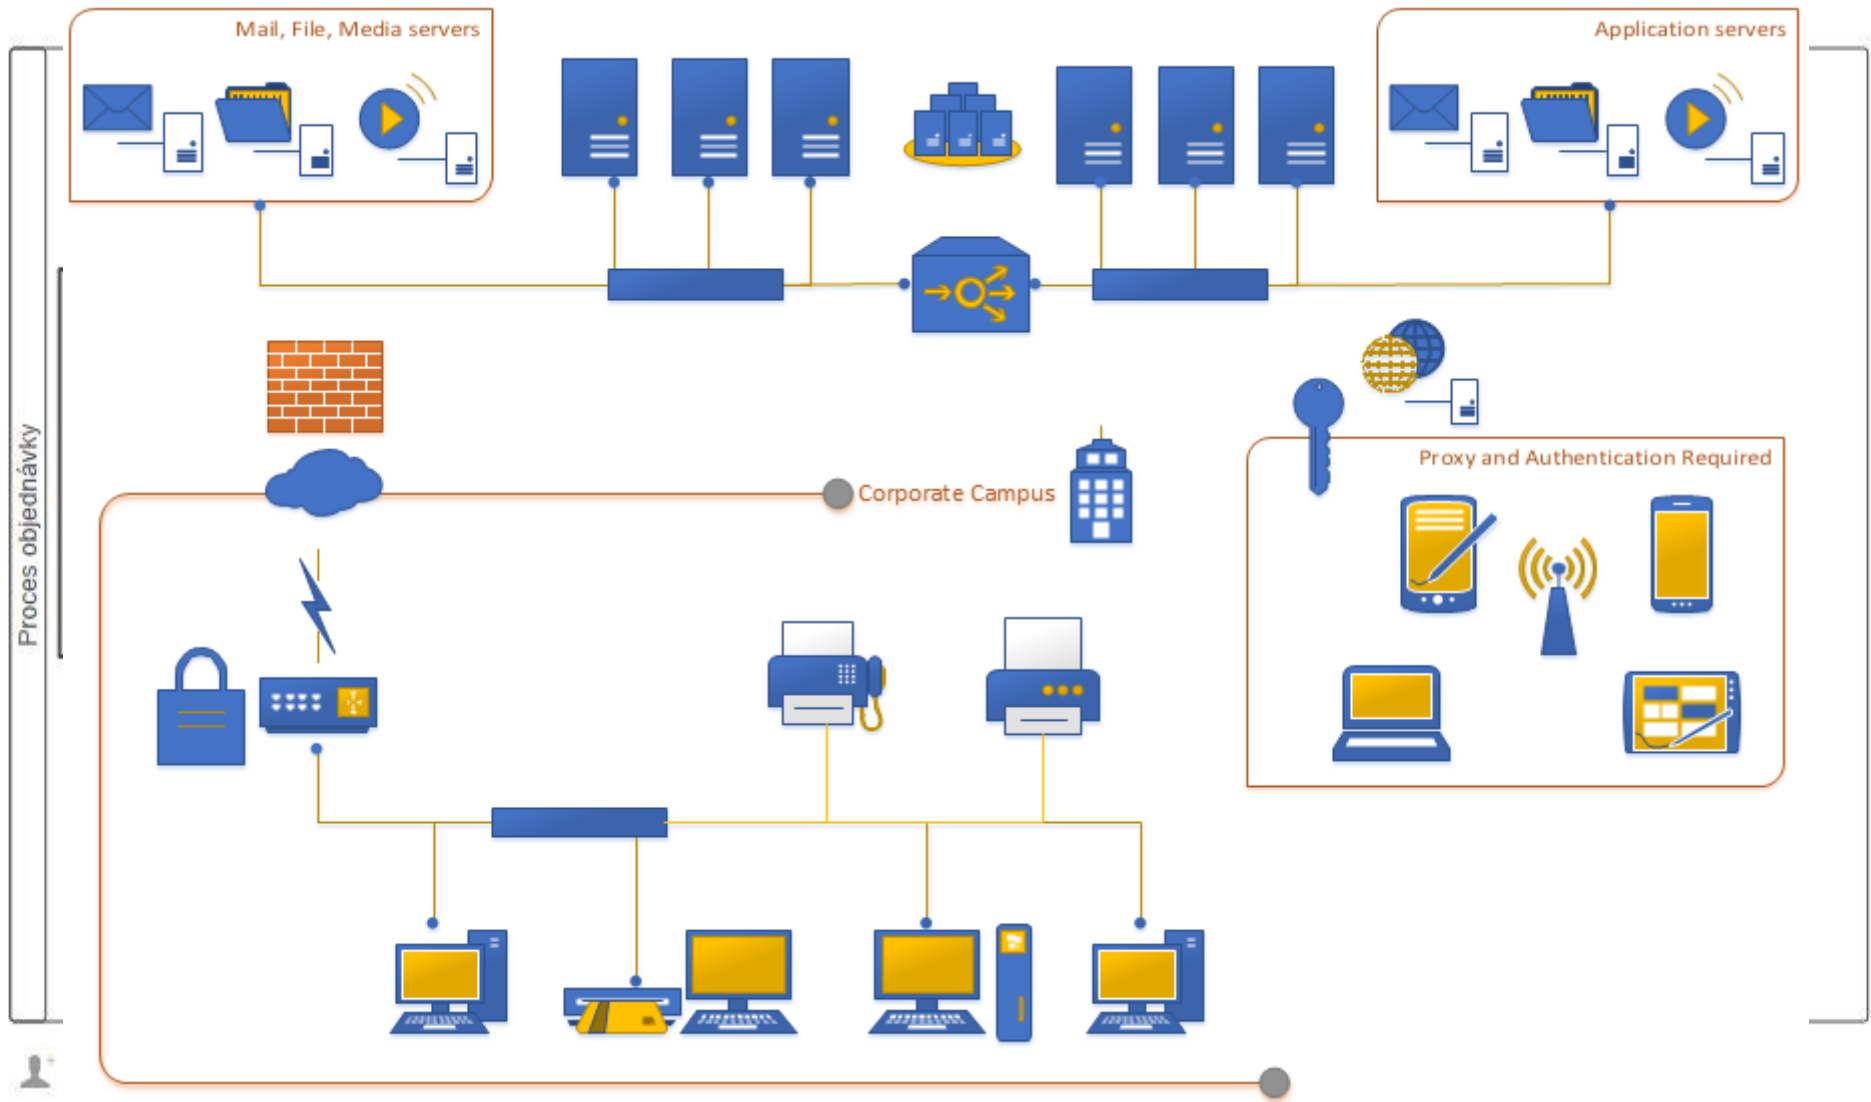 Mail, File, Media servers
Application servers
Proces objednávky
Proxy and Authentication Required
Corporate Campus